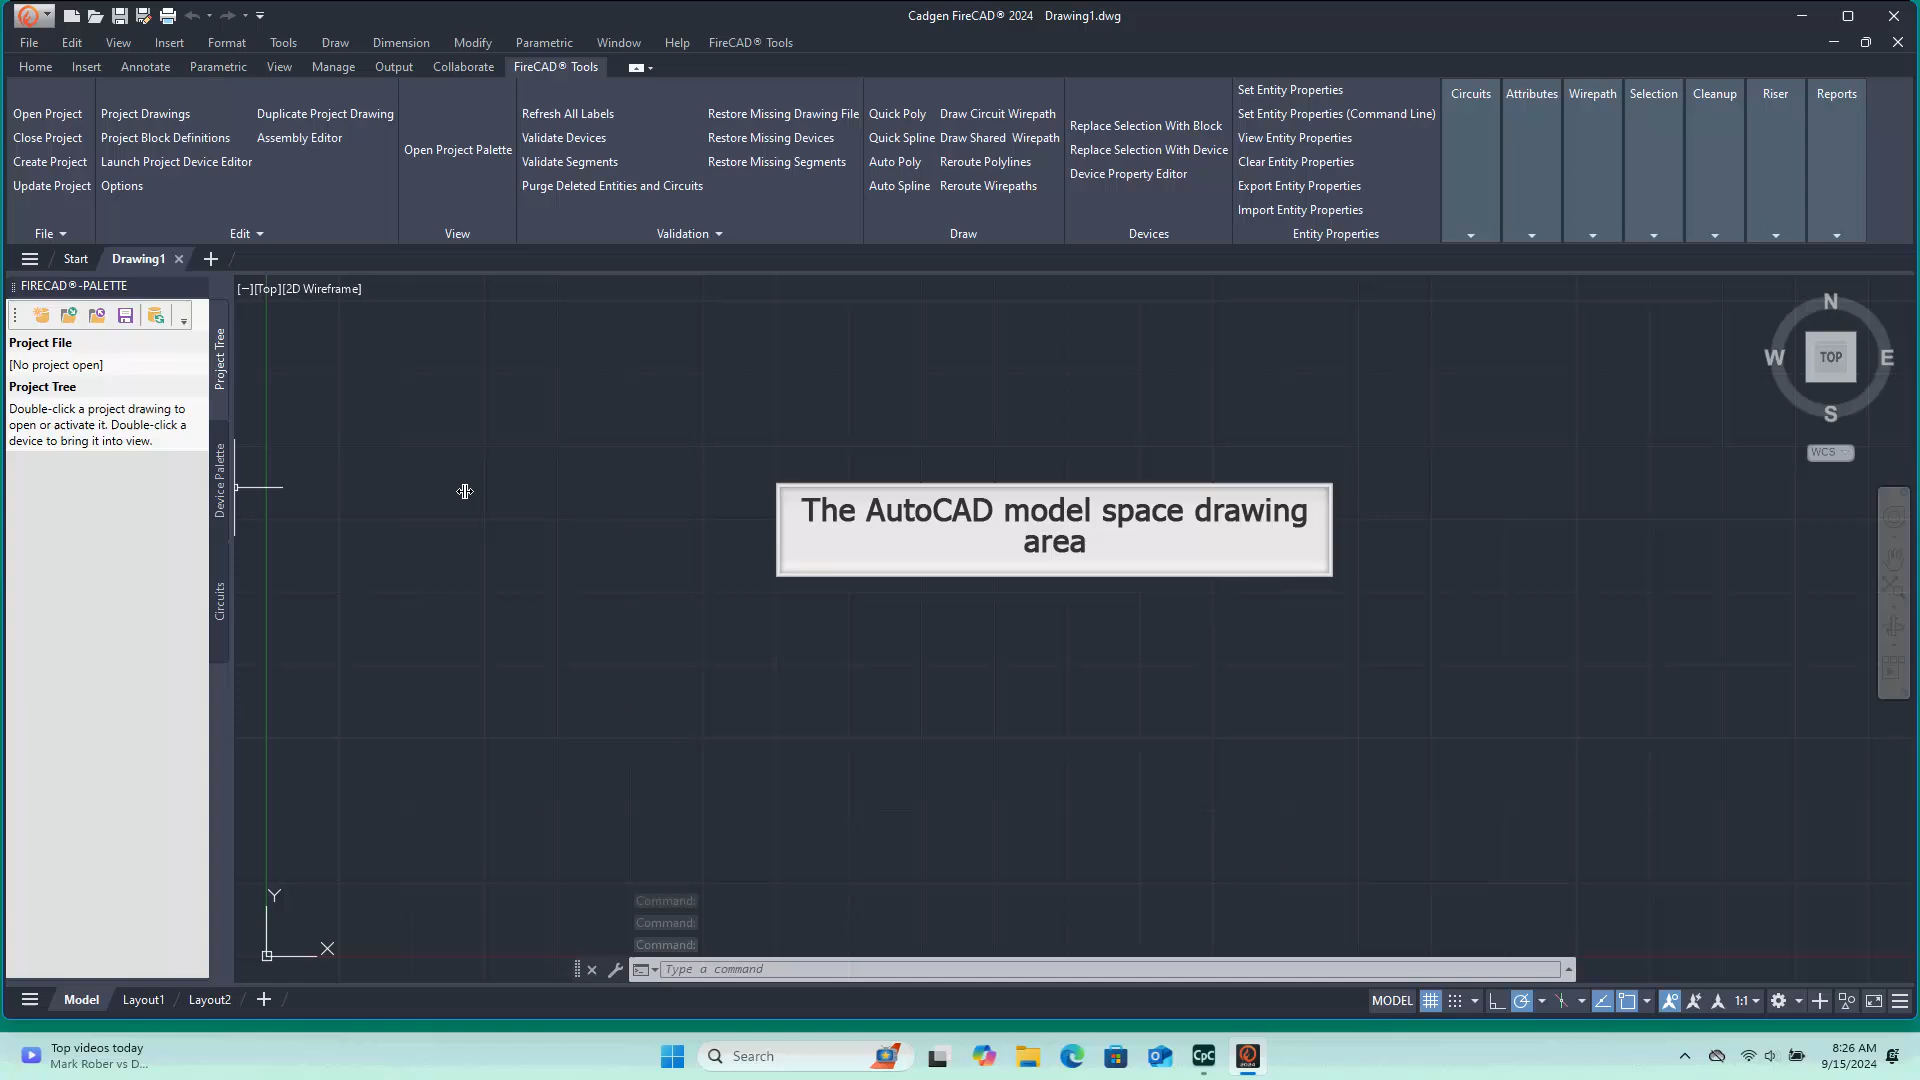 Cadgen FireCAD® 2024 Drawing1.dwg
File Edit View Insert Format Tools Draw Dimension Modify Parametric Window Help FireCAD® Tools
Home Insert Annotate Parametric View Manage Output Collaborate FireCAD® Tools
Open Project
Close Project
Create Project
Update Project
File
Project Drawings
Project Block Definitions
Launch Project Device Editor
Options
Duplicate Project Drawing
Assembly Editor
Edit
Open Project Palette
View
Refresh All Labels
Validate Devices
Validate Segments
Purge Deleted Entities and Circuits
Restore Missing Drawing File
Restore Missing Devices
Restore Missing Segments
Validation
Quick Poly
Quick Spline
Auto Poly
Auto Spline
Draw Circuit Wirepath
Draw Shared Wirepath
Reroute Polylines
Reroute Wirepaths
Draw
Replace Selection With Block
Replace Selection With Device
Device Property Editor
Devices
Set Entity Properties
Set Entity Properties (Command Line)
View Entity Properties
Clear Entity Properties
Export Entity Properties
Import Entity Properties
Entity Properties
Circuits
Attributes
Wirepath
Selection
Cleanup
Riser
Reports
Start Drawing1
FIRECAD®-PALETTE
Project File
[No project open]
Project Tree
Double-click a project drawing to
open or activate it. Double-click a
device to bring it into view.
Project Tree
Device Palette
Circuits
[−][Top][2D Wireframe]
N
W TOP E
S
WCS
The AutoCAD model space drawing
area
Y
X
Command:
Command:
Command:
Type a command
Model Layout1 Layout2
MODEL 1:1
Top videos today
Mark Rober vs D...
Search
CpC
2024
8:26 AM
9/15/2024